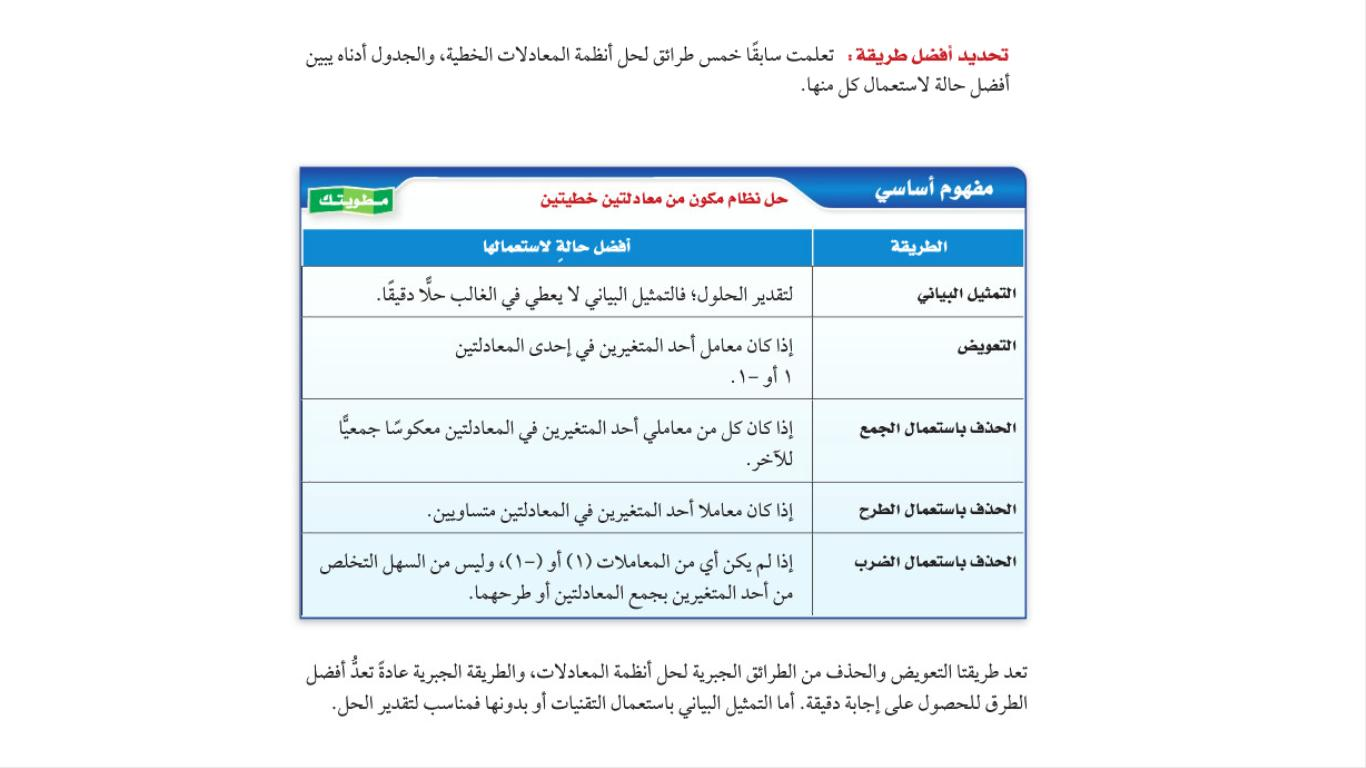 تحديد أفضل طريقة : تعلمت سابقًا خمس طرائق لحل أنظمة المعادلات الخطية، والجدول أدناه يبين
أفضل حالة لاستعمال كل منها.
مفهوم أساسي
حل نظام مكون من معادلتين خطيتين
مـطويتـك
الطريقة
أفضل حالةٍ لاستعمالها
التمثيل البياني
لتقدير الحلول؛ فالتمثيل البياني لا يعطي في الغالب حلًّا دقيقًا.
التعويض
إذا كان معامل أحد المتغيرين في إحدى المعادلتين
١ أو -١.
الحذف باستعمال الجمع
إذا كان كل من معاملي أحد المتغيرين في المعادلتين معكوسًا جمعيًّا
للآخر.
الحذف باستعمال الطرح
إذا كان معاملا أحد المتغيرين في المعادلتين متساويين.
الحذف باستعمال الضرب
إذا لم يكن أي من المعاملات (١) أو (-١)، وليس من السهل التخلص
من أحد المتغيرين بجمع المعادلتين أو طرحهما.
تعد طريقتا التعويض والحذف من الطرائق الجبرية لحل أنظمة المعادلات، والطريقة الجبرية عادةً تعدُّ أفضل
الطرق للحصول على إجابة دقيقة. أما التمثيل البياني باستعمال التقنيات أو بدونها فمناسب لتقدير الحل.